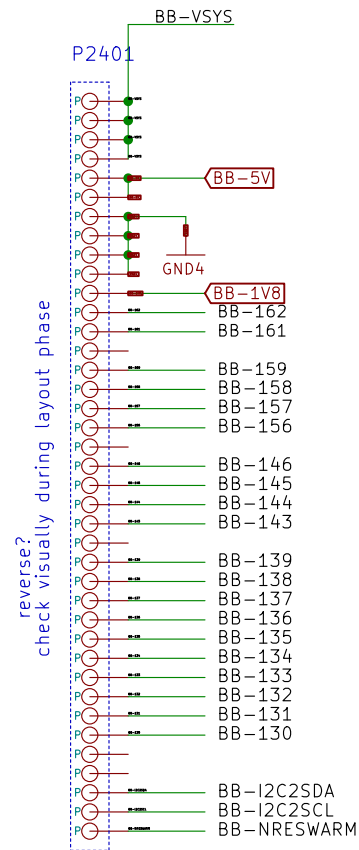 BB-VSYS
P2401
P
P
P
P
P BB-5V
P
P
P
P
P
GND4
P BB-1V8
P BB-162
P BB-161
P
P BB-159
P BB-158
P BB-157
P BB-156
P
P BB-146
P BB-145
P BB-144
P BB-143
P
P BB-139
P BB-138
P BB-137
P BB-136
P BB-135
P BB-134
P BB-133
P BB-132
P BB-131
P BB-130
P
P
P BB-I2C2SDA
P BB-I2C2SCL
P BB-NRESWARM
reverse?
check visually during layout phase